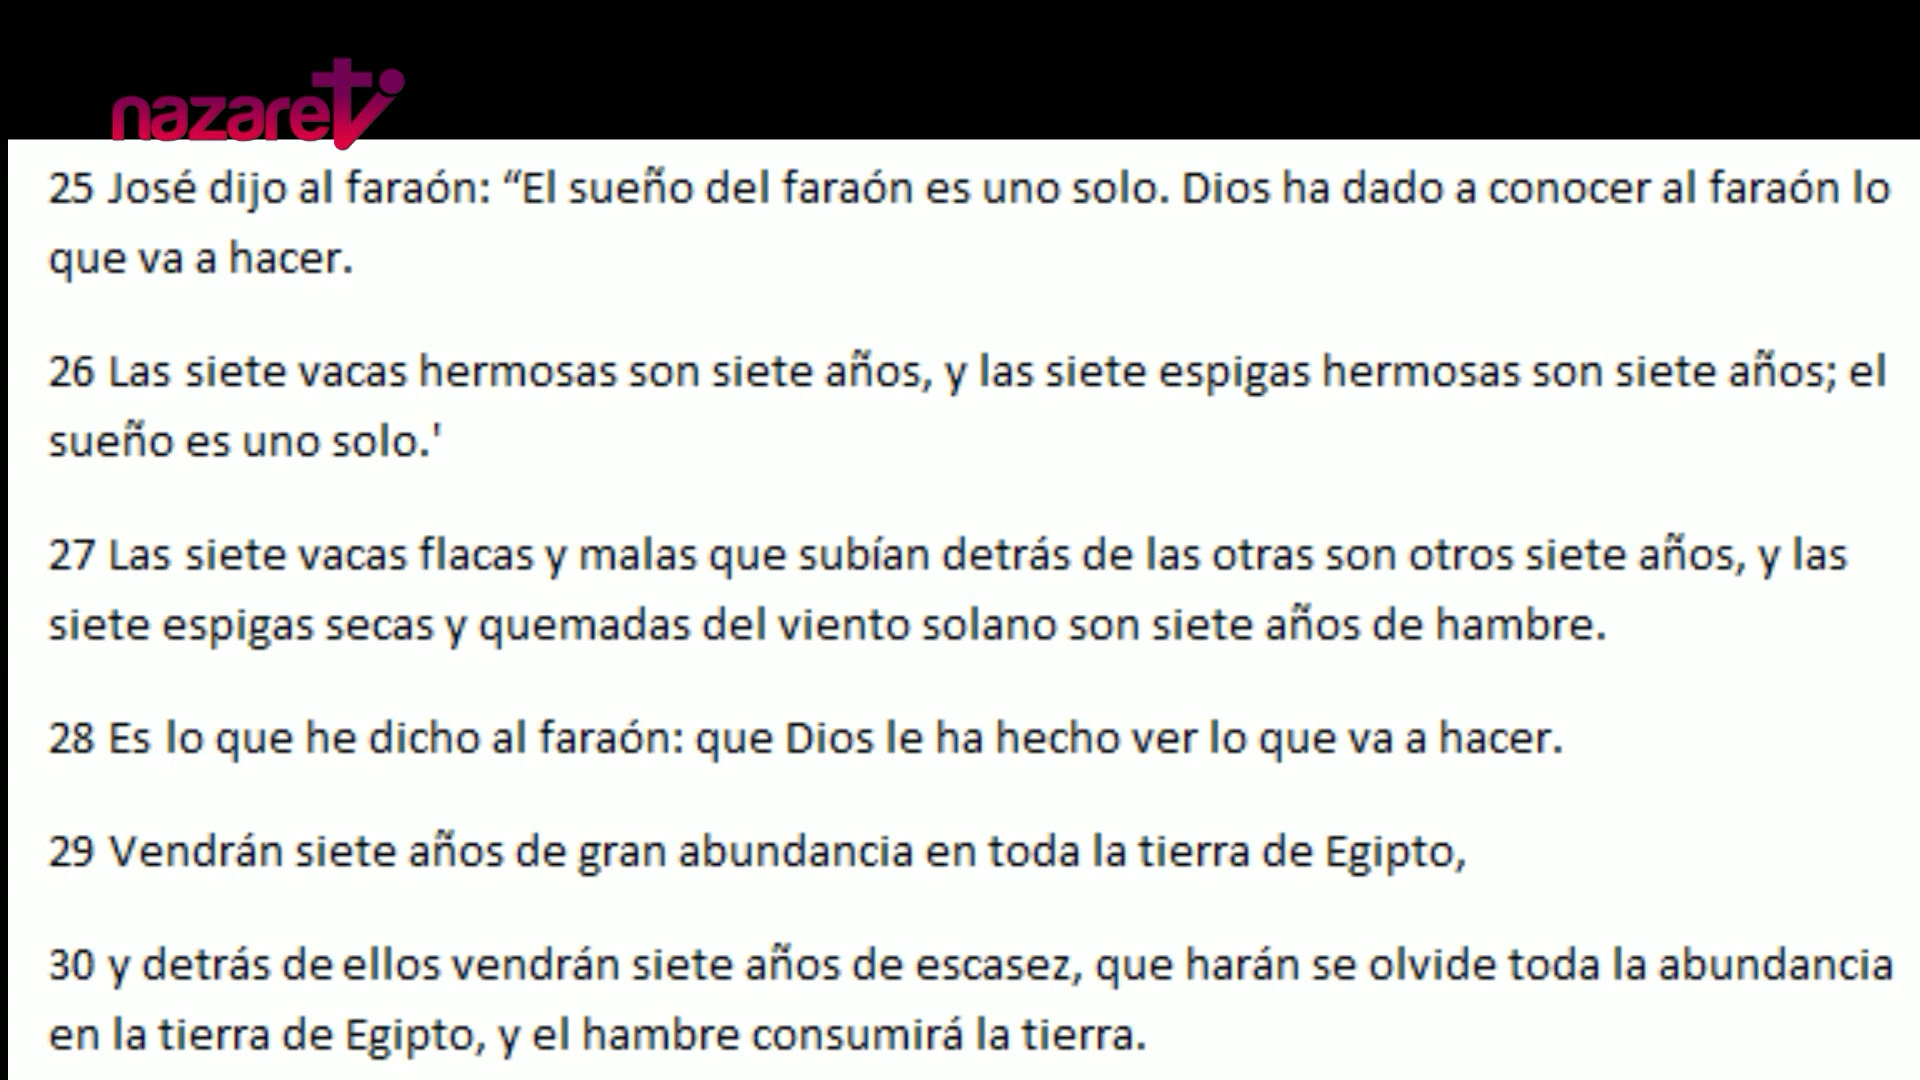 nazaretv
25 José dijo al faraón: “El sueño del faraón es uno solo. Dios ha dado a conocer al faraón lo
que va a hacer.
26 Las siete vacas hermosas son siete años, y las siete espigas hermosas son siete años; el
sueño es uno solo.'
27 Las siete vacas flacas y malas que subían detrás de las otras son otros siete años, y las
siete espigas secas y quemadas del viento solano son siete años de hambre.
28 Es lo que he dicho al faraón: que Dios le ha hecho ver lo que va a hacer.
29 Vendrán siete años de gran abundancia en toda la tierra de Egipto,
30 y detrás de ellos vendrán siete años de escasez, que harán se olvide toda la abundancia
en la tierra de Egipto, y el hambre consumirá la tierra.